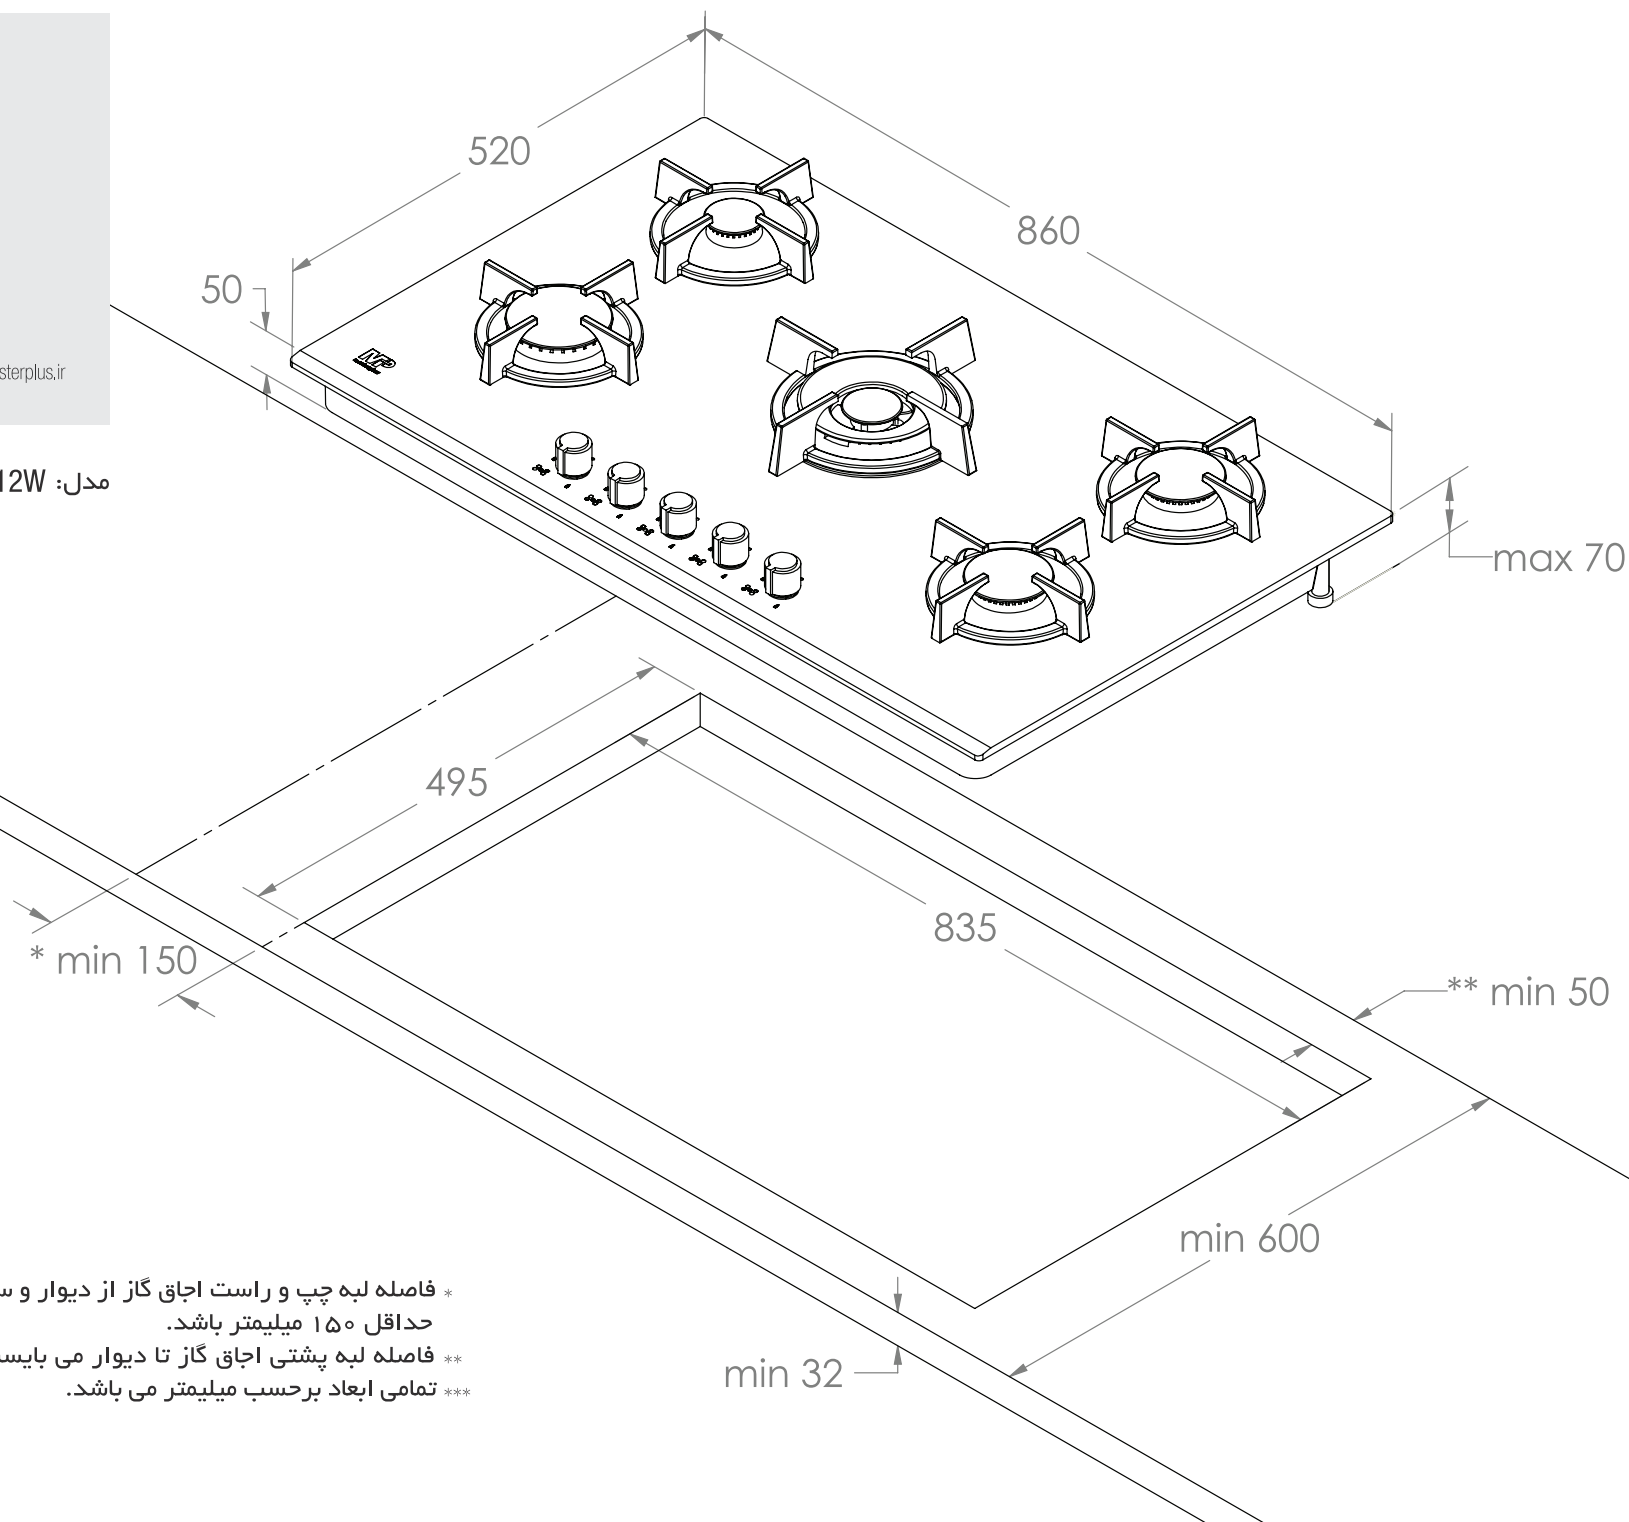 520
860
50
sterplus.ir
مدل: 12W
max 70
495
835
* min 150
** min 50
min 600
min 32
* فاصله لبه چپ و راست اجاق گاز از دیوار و
حداقل ۱۵۰ میلیمتر باشد.
** فاصله لبه پشتی اجاق گاز تا دیوار می
*** تمامی ابعاد برحسب میلیمتر می باشد.